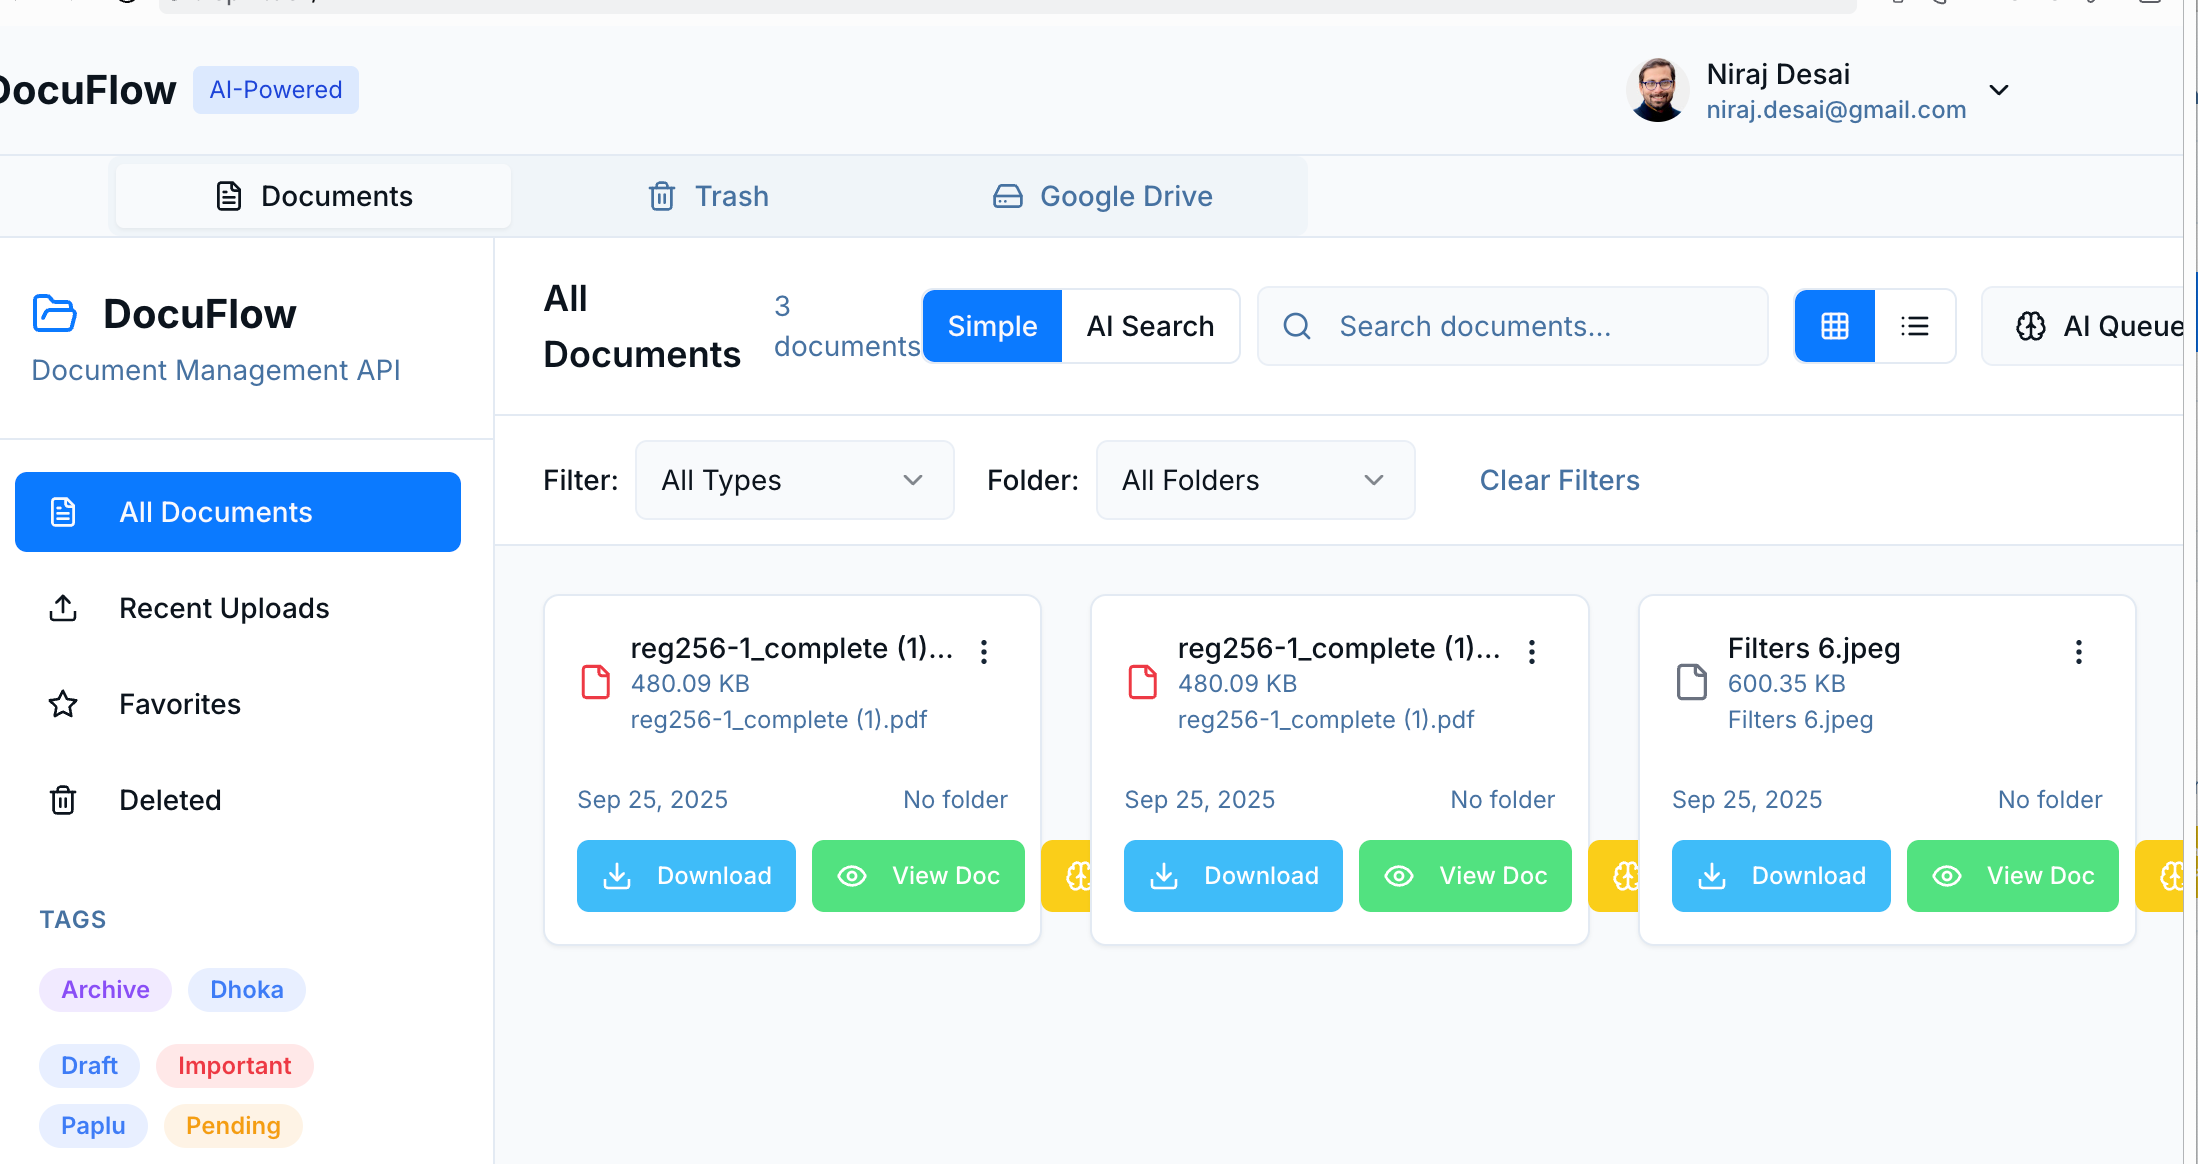 DocuFlow
AI-Powered
Niraj Desai
niraj.desai@gmail.com
Documents
Trash
Google Drive
DocuFlow
Document Management API
All Documents
Recent Uploads
Favorites
Deleted
TAGS
Archive
Dhoka
Draft
Important
Paplu
Pending
All
Documents
3
documents
Simple
AI Search
Search documents...
AI Queue
Filter:
All Types
Folder:
All Folders
Clear Filters
reg256-1_complete (1)...
480.09 KB
reg256-1_complete (1).pdf
Sep 25, 2025
No folder
Download
View Doc
reg256-1_complete (1)...
480.09 KB
reg256-1_complete (1).pdf
Sep 25, 2025
No folder
Download
View Doc
Filters 6.jpeg
600.35 KB
Filters 6.jpeg
Sep 25, 2025
No folder
Download
View Doc